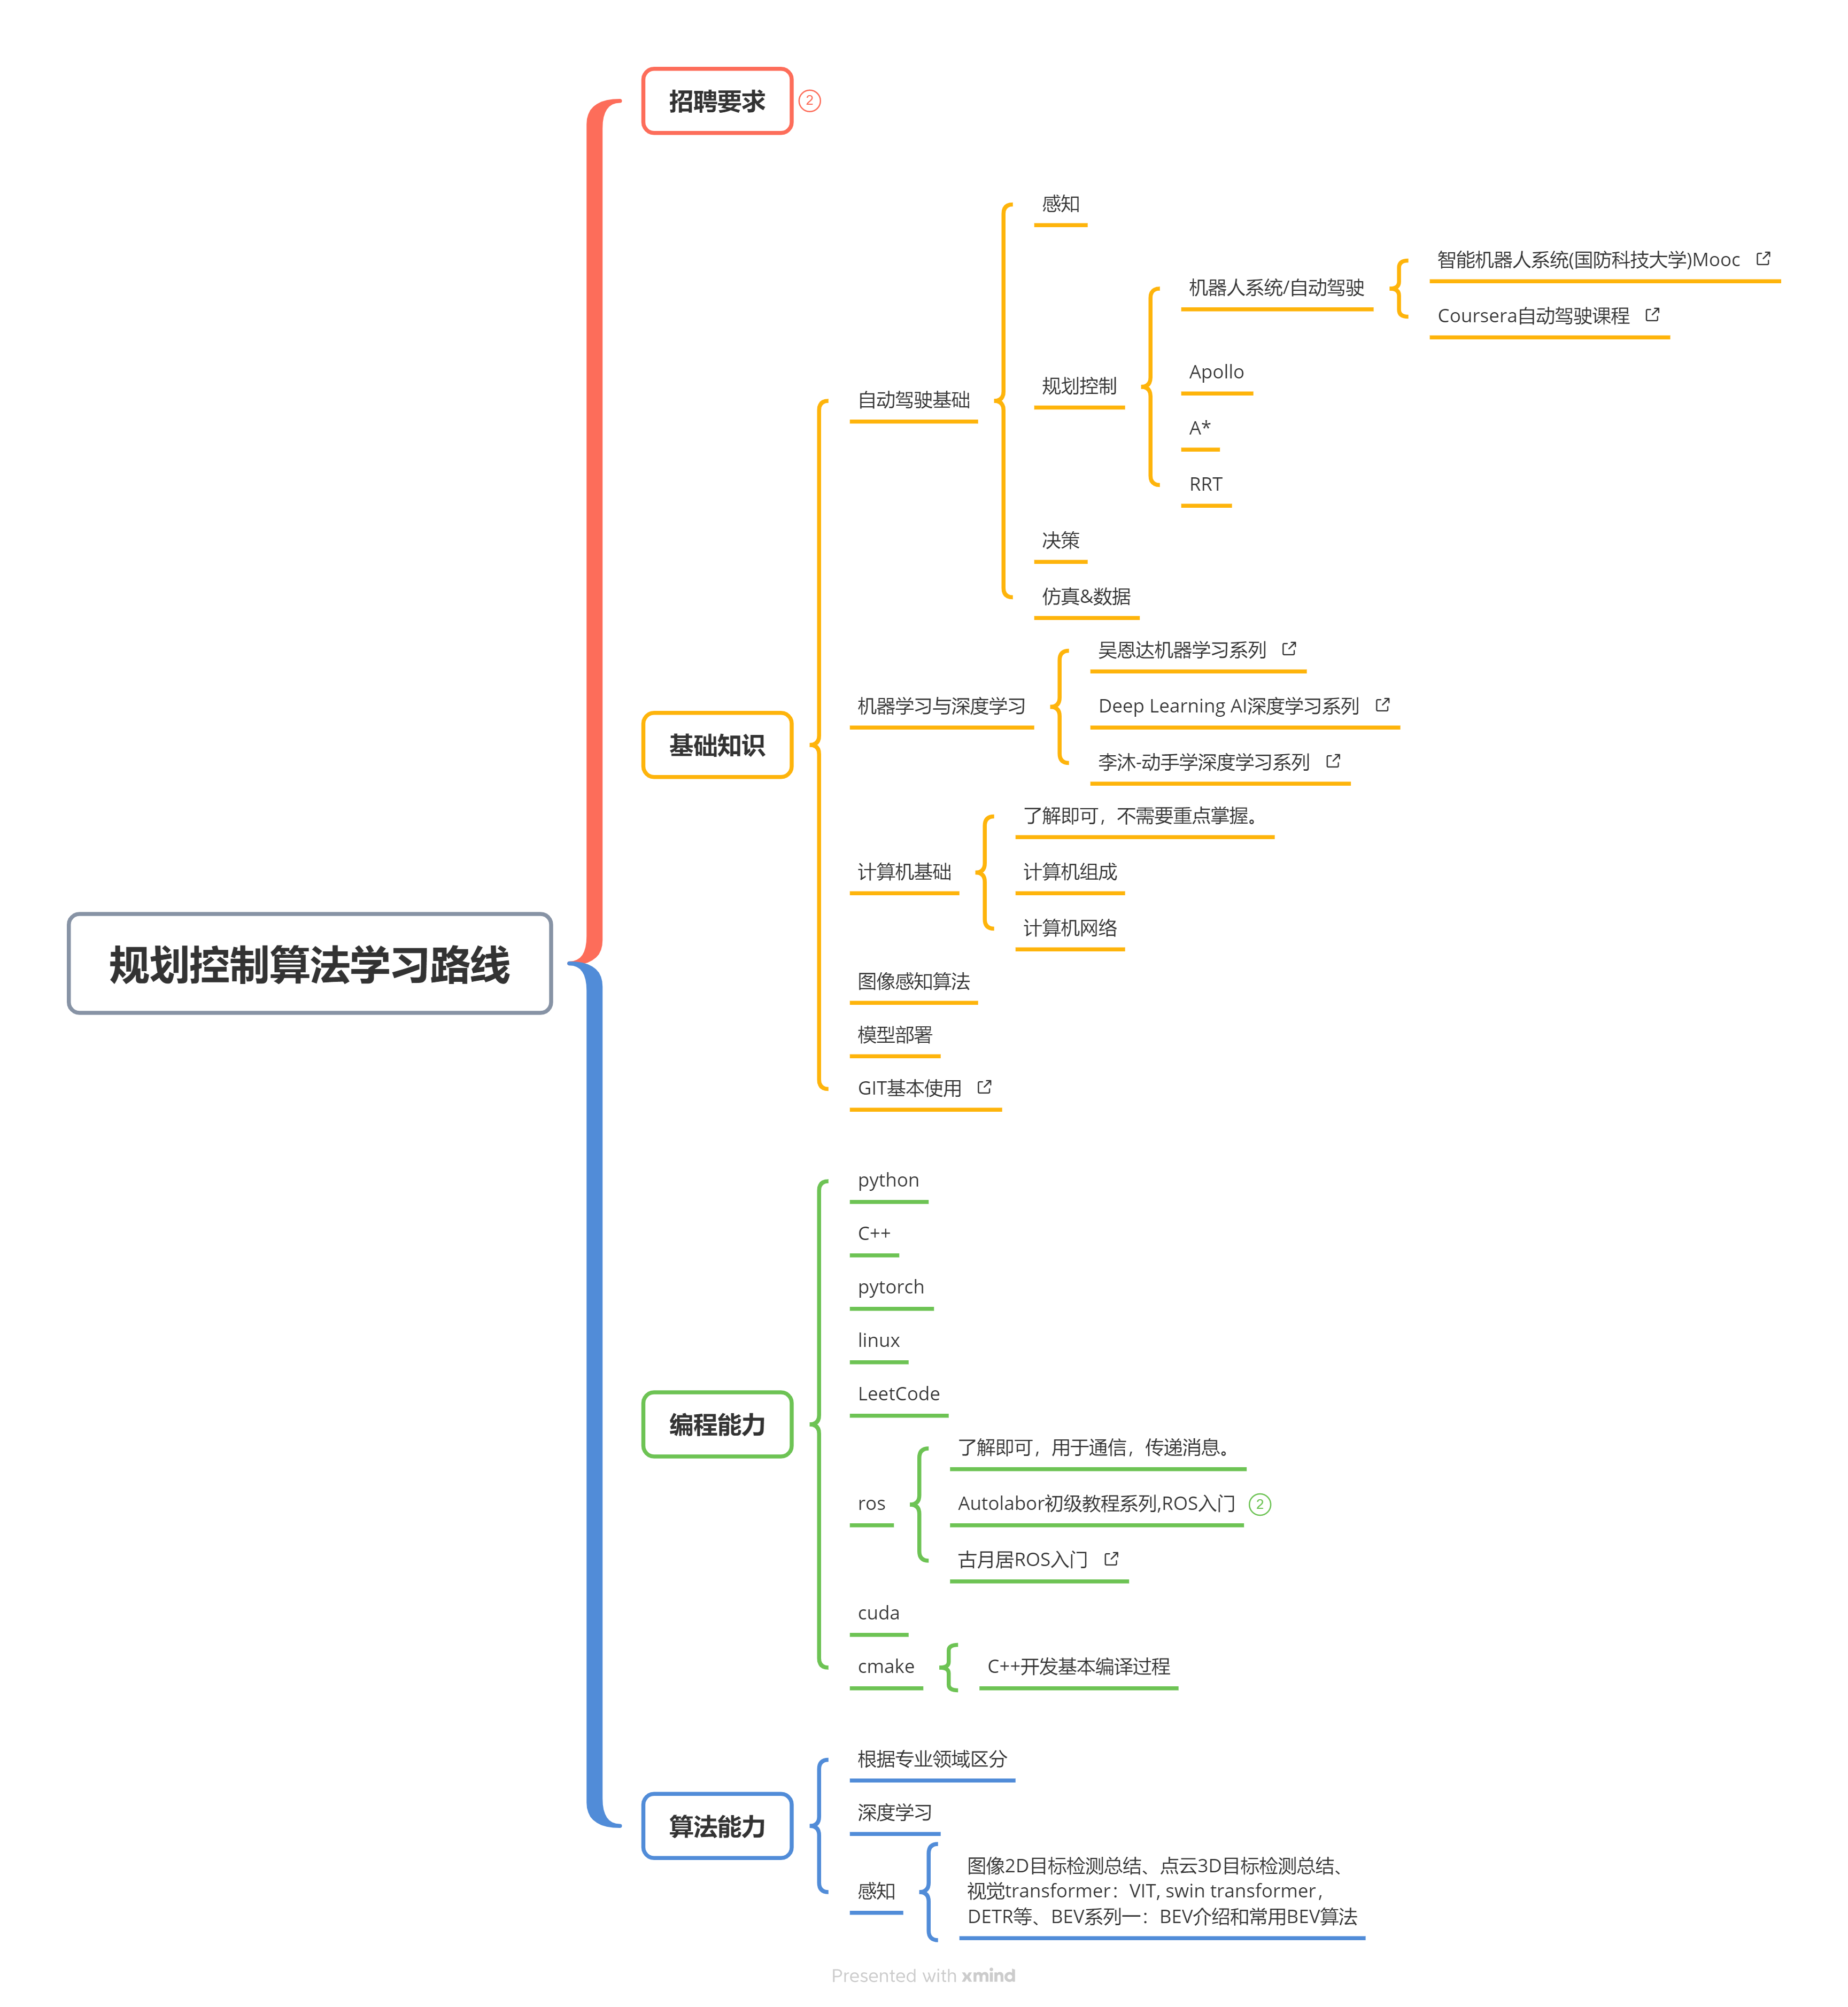 规划控制算法学习路线
招聘要求
2
基础知识
自动驾驶基础
感知
规划控制
机器人系统/自动驾驶
智能机器人系统(国防科技大学)Mooc
Coursera自动驾驶课程
Apollo
A*
RRT
决策
仿真&数据
机器学习与深度学习
吴恩达机器学习系列
Deep Learning AI深度学习系列
李沐-动手学深度学习系列
计算机基础
了解即可，不需要重点掌握。
计算机组成
计算机网络
图像感知算法
模型部署
GIT基本使用
编程能力
python
C++
pytorch
linux
LeetCode
ros
了解即可，用于通信，传递消息。
Autolabor初级教程系列,ROS入门
2
古月居ROS入门
cuda
cmake
C++开发基本编译过程
算法能力
根据专业领域区分
深度学习
感知
图像2D目标检测总结、点云3D目标检测总结、
视觉transformer：VIT, swin transformer，
DETR等、BEV系列一：BEV介绍和常用BEV算法
Presented with xmind